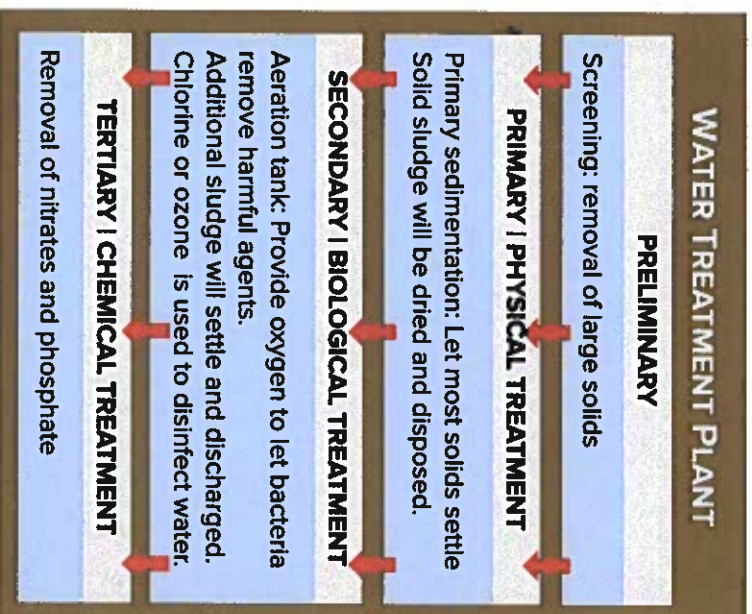 WATER TREATMENT PLANT
PRELIMINARY
Screening: removal of large solids
PRIMARY | PHYSICAL TREATMENT
Primary sedimentation: Let most solids settle
Solid sludge will be dried and disposed.
SECONDARY | BIOLOGICAL TREATMENT
Aeration tank: Provide oxygen to let bacteria
remove harmful agents.
Additional sludge will settle and discharged.
Chlorine or ozone is used to disinfect water.
TERTIARY | CHEMICAL TREATMENT
Removal of nitrates and phosphate